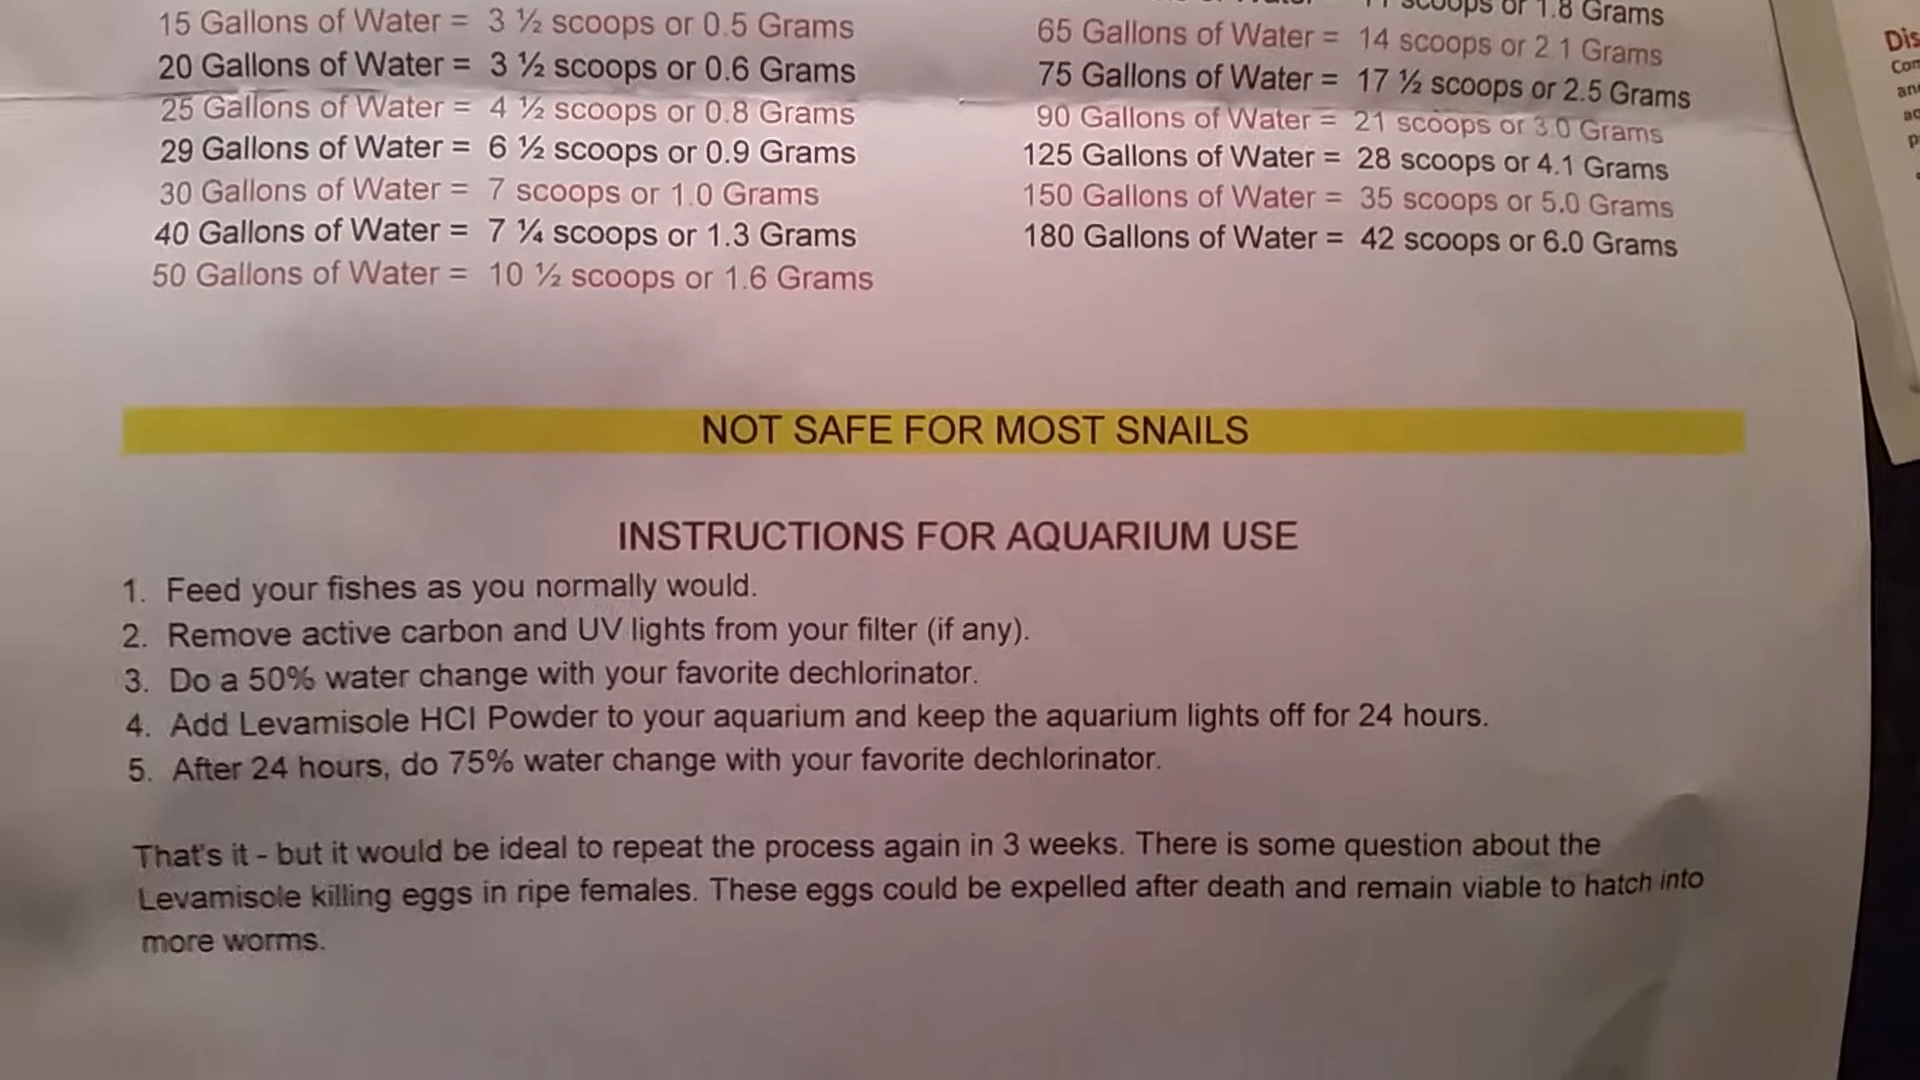 15 Gallons of Water = 3 ½ scoops or 0.5 Grams
20 Gallons of Water = 3 ½ scoops or 0.6 Grams
25 Gallons of Water = 4 ½ scoops or 0.8 Grams
29 Gallons of Water = 6 ½ scoops or 0.9 Grams
30 Gallons of Water = 7 scoops or 1.0 Grams
40 Gallons of Water = 7 ¼ scoops or 1.3 Grams
50 Gallons of Water = 10 ½ scoops or 1.6 Grams
scoops or 1.8 Grams
65 Gallons of Water = 14 scoops or 2.1 Grams
75 Gallons of Water = 17 ½ scoops or 2.5 Grams
90 Gallons of Water = 21 scoops or 3.0 Grams
125 Gallons of Water = 28 scoops or 4.1 Grams
150 Gallons of Water = 35 scoops or 5.0 Grams
180 Gallons of Water = 42 scoops or 6.0 Grams
NOT SAFE FOR MOST SNAILS
INSTRUCTIONS FOR AQUARIUM USE
1. Feed your fishes as you normally would.
2. Remove active carbon and UV lights from your filter (if any).
3. Do a 50% water change with your favorite dechlorinator.
4. Add Levamisole HCl Powder to your aquarium and keep the aquarium lights off for 24 hours.
5. After 24 hours, do 75% water change with your favorite dechlorinator.
That's it - but it would be ideal to repeat the process again in 3 weeks. There is some question about the
Levamisole killing eggs in ripe females. These eggs could be expelled after death and remain viable to hatch into
more worms.
Dis